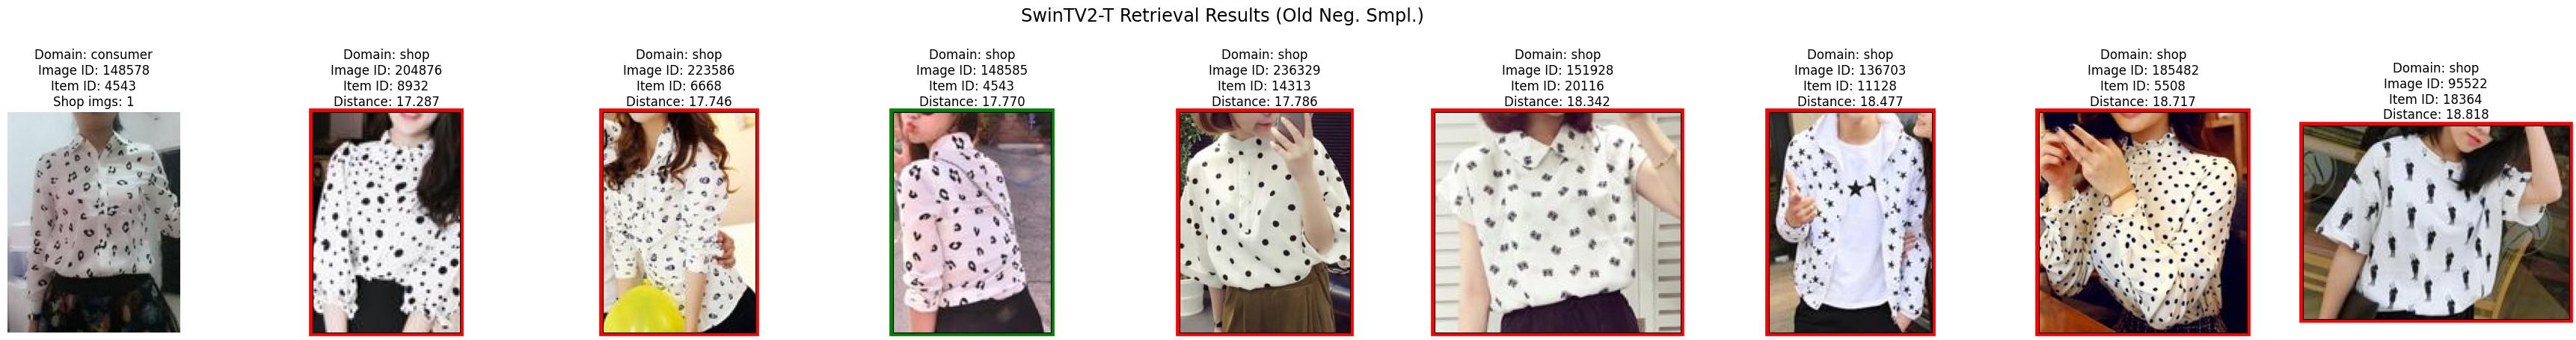 SwinTV2-T Retrieval Results (Old Neg. Smpl.)
Domain: consumer
Image ID: 148578
Item ID: 4543
Shop imgs: 1
Domain: shop
Image ID: 204876
Item ID: 8932
Distance: 17.287
Domain: shop
Image ID: 223586
Item ID: 6668
Distance: 17.746
Domain: shop
Image ID: 148585
Item ID: 4543
Distance: 17.770
Domain: shop
Image ID: 236329
Item ID: 14313
Distance: 17.786
Domain: shop
Image ID: 151928
Item ID: 20116
Distance: 18.342
Domain: shop
Image ID: 136703
Item ID: 11128
Distance: 18.477
Domain: shop
Image ID: 185482
Item ID: 5508
Distance: 18.717
Domain: shop
Image ID: 95522
Item ID: 18364
Distance: 18.818